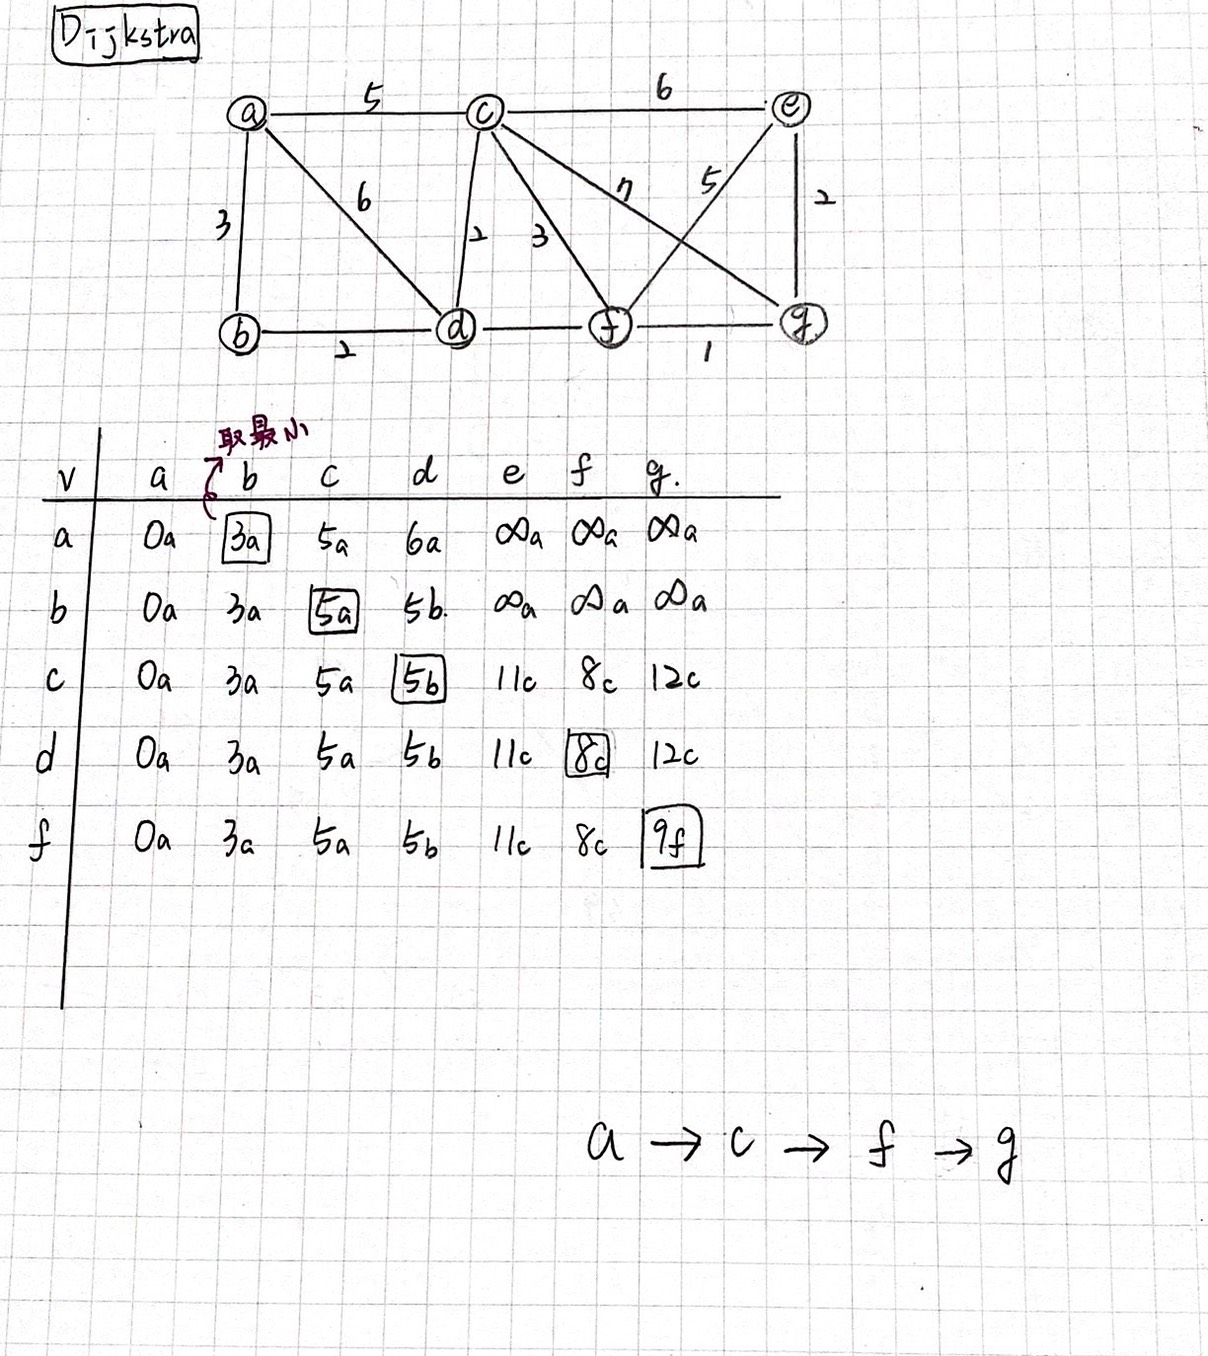 Dijkstra
a 5 c 6 e
3 6 2 3 7 5 2
b 2 d f 1 g
取最小
v a b c d e f g.
a 0a 3a 5a 6a ∞a ∞a ∞a
b 0a 3a 5a 5b. ∞a ∞a ∞a
c 0a 3a 5a 5b 11c 8c 12c
d 0a 3a 5a 5b 11c 8c 12c
f 0a 3a 5a 5b 11c 8c 9f
a → c → f → g